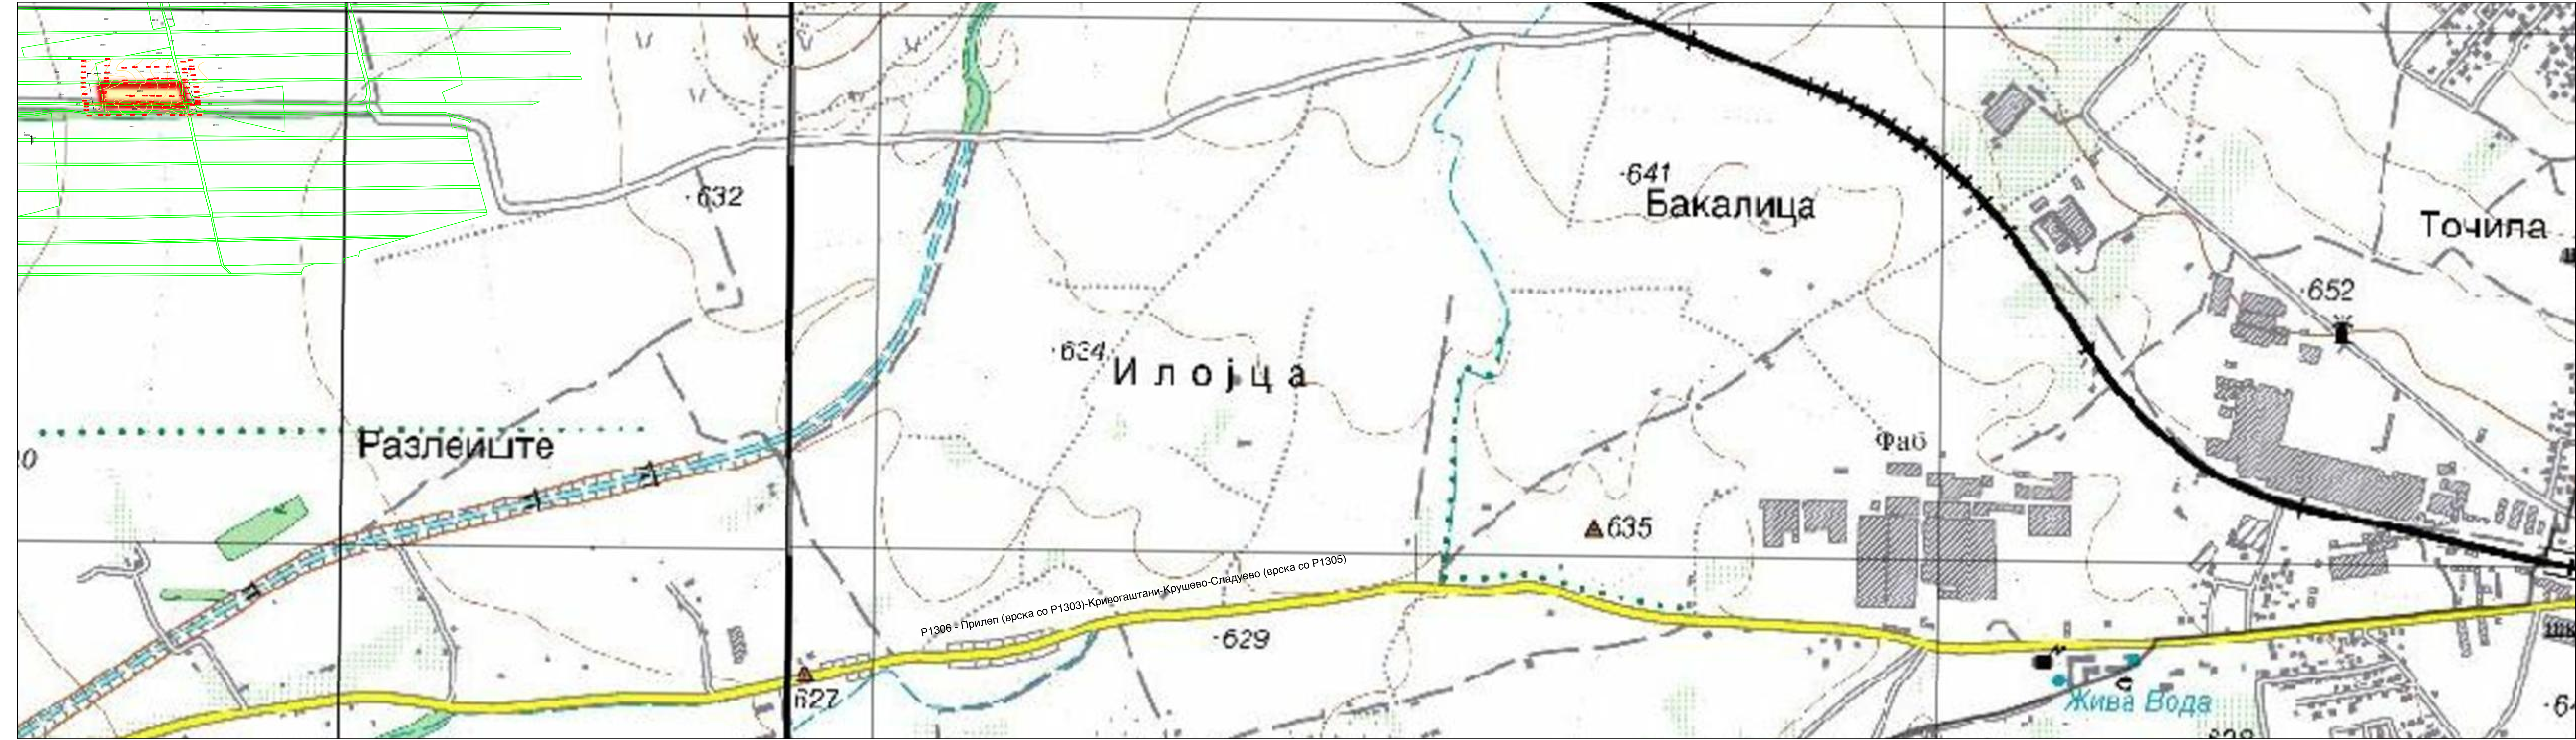 632
641
Бакалица
Точила
652
634
Илојца
Разлеиште
Фаб
635
Р1306 - Прилеп (врска со Р1303)-Кривогаштани-Крушево-Сладуево (врска со Р1305)
629
627
Жива Вода